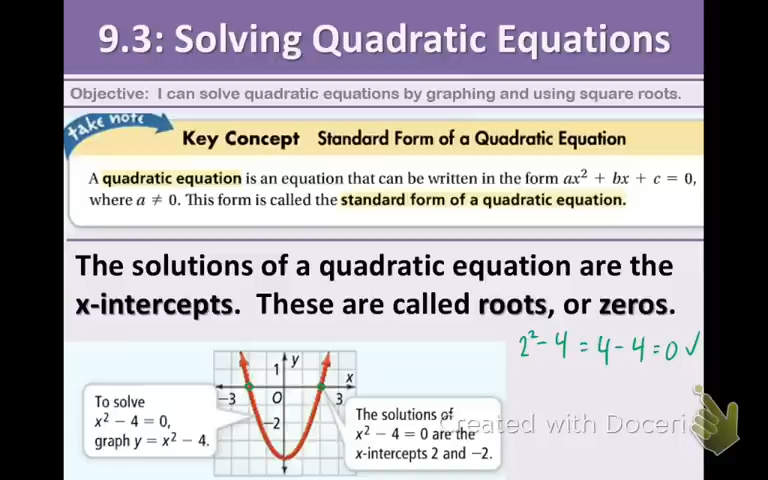 9.3: Solving Quadratic Equations
Objective: I can solve quadratic equations by graphing and using square roots.
take note
Key Concept Standard Form of a Quadratic Equation
A quadratic equation is an equation that can be written in the form ax² + bx + c = 0,
where a ≠ 0. This form is called the standard form of a quadratic equation.
The solutions of a quadratic equation are the
x-intercepts. These are called roots, or zeros.
2² - 4 = 4 - 4 = 0 ✓
1 y
x
−3 O 3
−2
To solve
x² − 4 = 0,
graph y = x² − 4.
The solutions of
x² − 4 = 0 are the
x-intercepts 2 and −2.
Created with Doceri